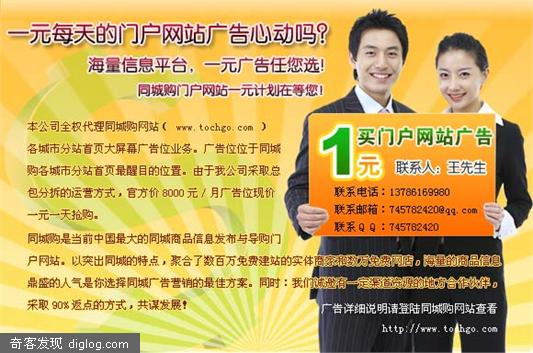 一元每天的门户网站广告心动吗?
海量信息平台，一元广告任您选!
同城购门户网站一元计划在等您!
本公司全权代理同城购网站( www.tochgo.com )
各城市分站首页大屏幕广告位业务。广告位位于同城
购各城市分站首页最醒目的位置。由于我公司采取总
包分拆的运营方式，官方价8000元/月广告位现价
一元一天抢购。
同城购是当前中国最大的同城商品信息发布与导购门
户网站。以突出同城的特点，聚合了数百万免费建站的实体商家和数万免费网店，海量的商品信息
鼎盛的人气是你选择同城广告营销的最佳方案。同时：我们诚邀有一定渠道资源的地方合作伙伴，
采取90%返点的方式，共谋发展!
1元
买门户网站广告
联系人：王先生
联系电话：13786169980
联系邮箱：745782420@qq.com
联系QQ：745782420
广告详细说明请登陆同城购网站查看
http://www.tochgo.com
奇客发现 diglog.com